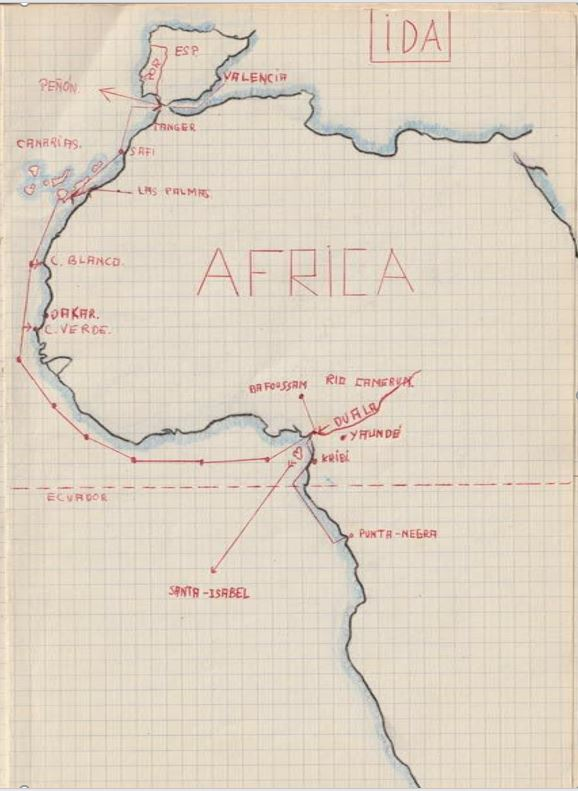 IDA
ESP.
POR
PEÑÓN.
VALENCIA
TANGER
SAFI
CANARIAS.
LAS PALMAS.
C. BLANCO.
AFRICA
DAKAR.
C. VERDE.
BAFOUSSAM
RIO CAMERUN.
DUALA
YAUNDÉ
KRIBI
ECUADOR
PUNTA-NEGRA
SANTA-ISABEL